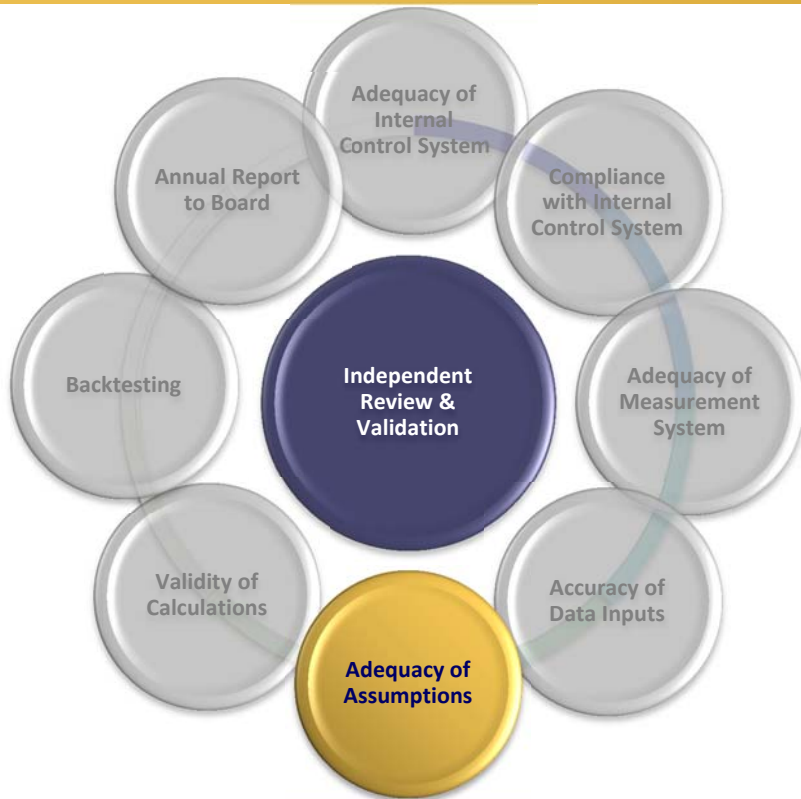 Adequacy of
Internal
Control System
Compliance
with Internal
Control System
Adequacy of
Measurement
System
Accuracy of
Data Inputs
Adequacy of
Assumptions
Validity of
Calculations
Backtesting
Annual Report
to Board
Independent
Review &
Validation